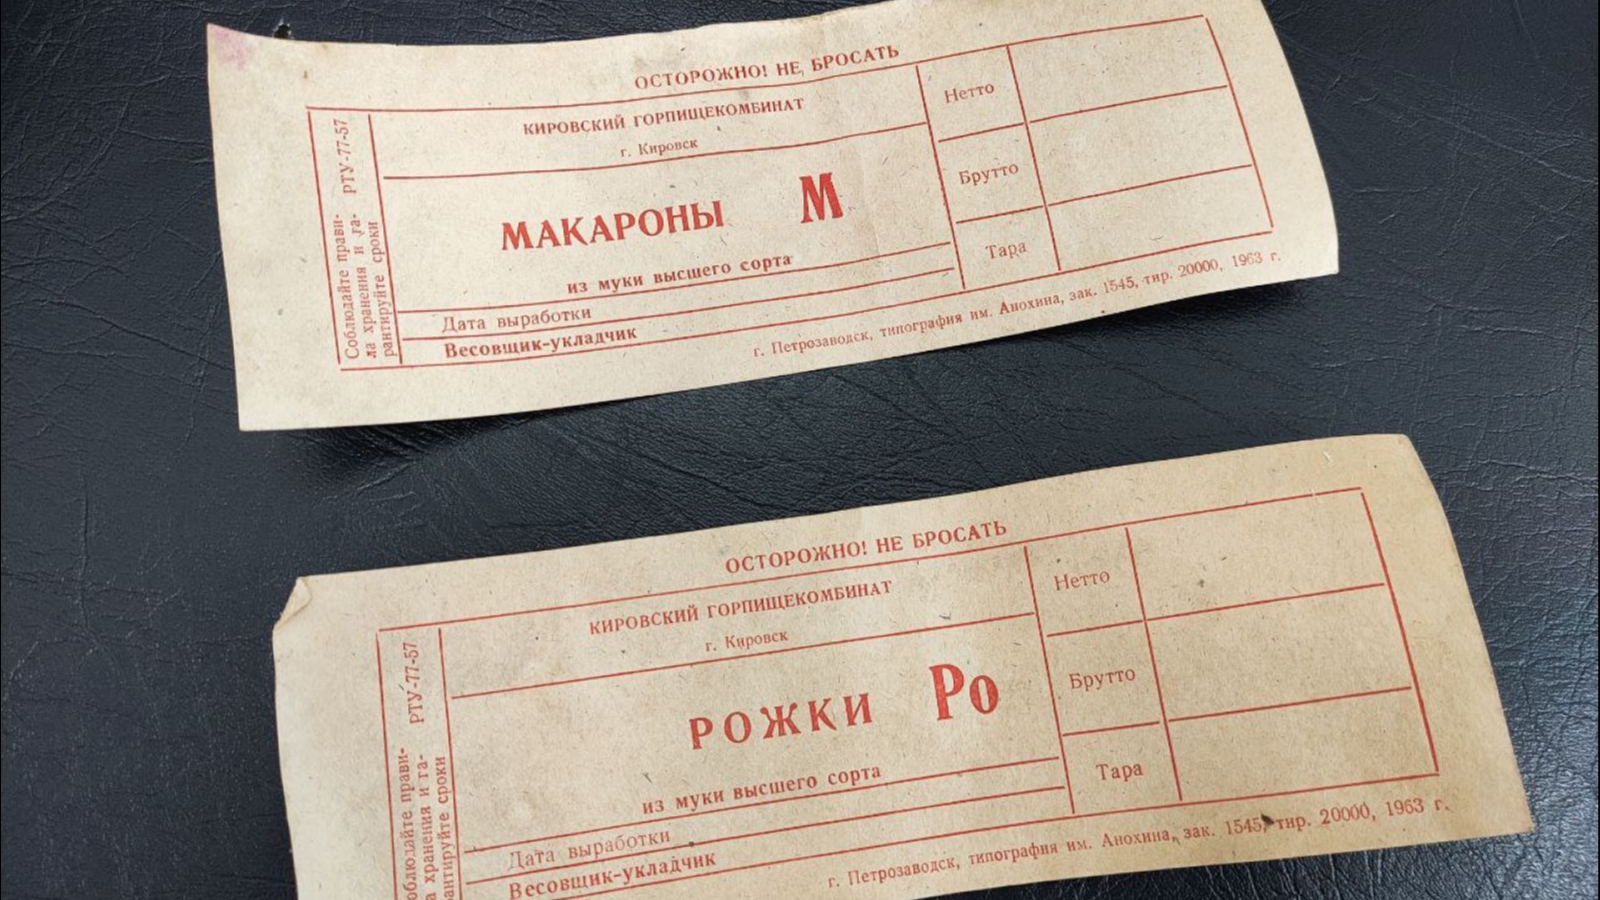 ОСТОРОЖНО! НЕ БРОСАТЬ
КИРОВСКИЙ ГОРПИЩЕКОМБИНАТ
г. Кировск
МАКАРОНЫ М
из муки высшего сорта
Дата выработки
Весовщик-укладчик
Нетто
Брутто
Тара
РТУ-77-57
Соблюдайте прави-
ла хранения и га-
рантируйте сроки
г. Петрозаводск, типография им. Анохина, зак. 1545, тир. 20000, 1963 г.
ОСТОРОЖНО! НЕ БРОСАТЬ
КИРОВСКИЙ ГОРПИЩЕКОМБИНАТ
г. Кировск
РОЖКИ Ро
из муки высшего сорта
Дата выработки
Весовщик-укладчик
Нетто
Брутто
Тара
РТУ-77-57
облюдайте прави-
а хранения и га-
антируйте сроки
г. Петрозаводск, типография им. Анохина, зак. 1545, тир. 20000, 1963 г.